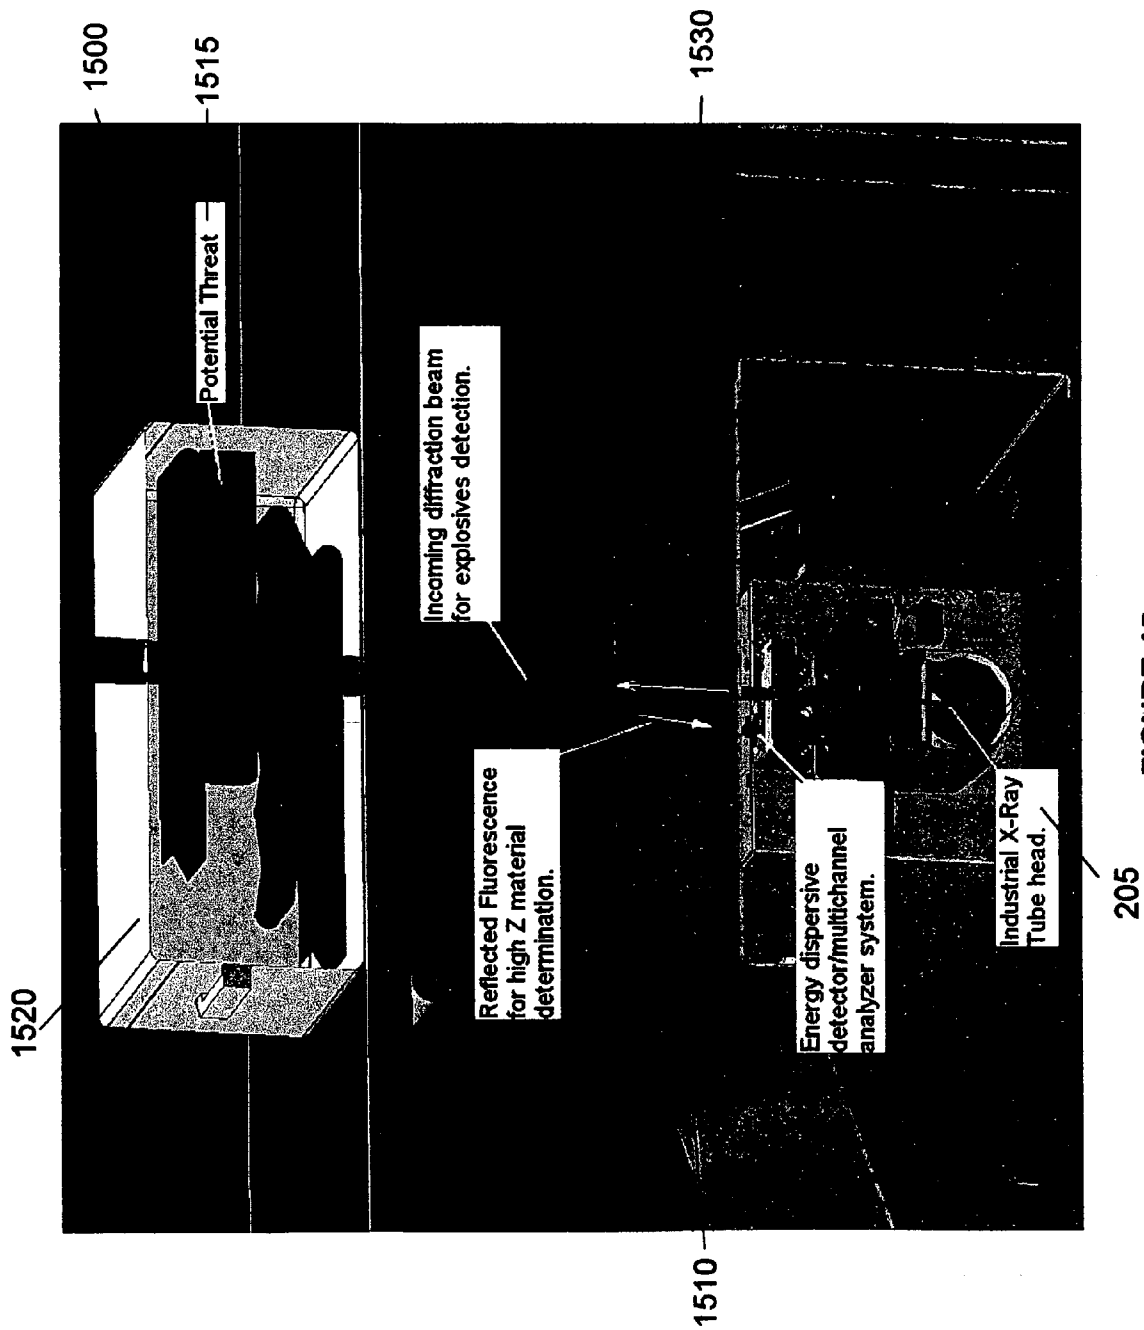 1500
1515
1520
Potential Threat
Incoming diffraction beam
for explosives detection.
Reflected Fluorescence
for high Z material
determination.
1530
1510
Energy dispersive
detector/multichannel
analyzer system.
Industrial X-Ray
Tube head.
205